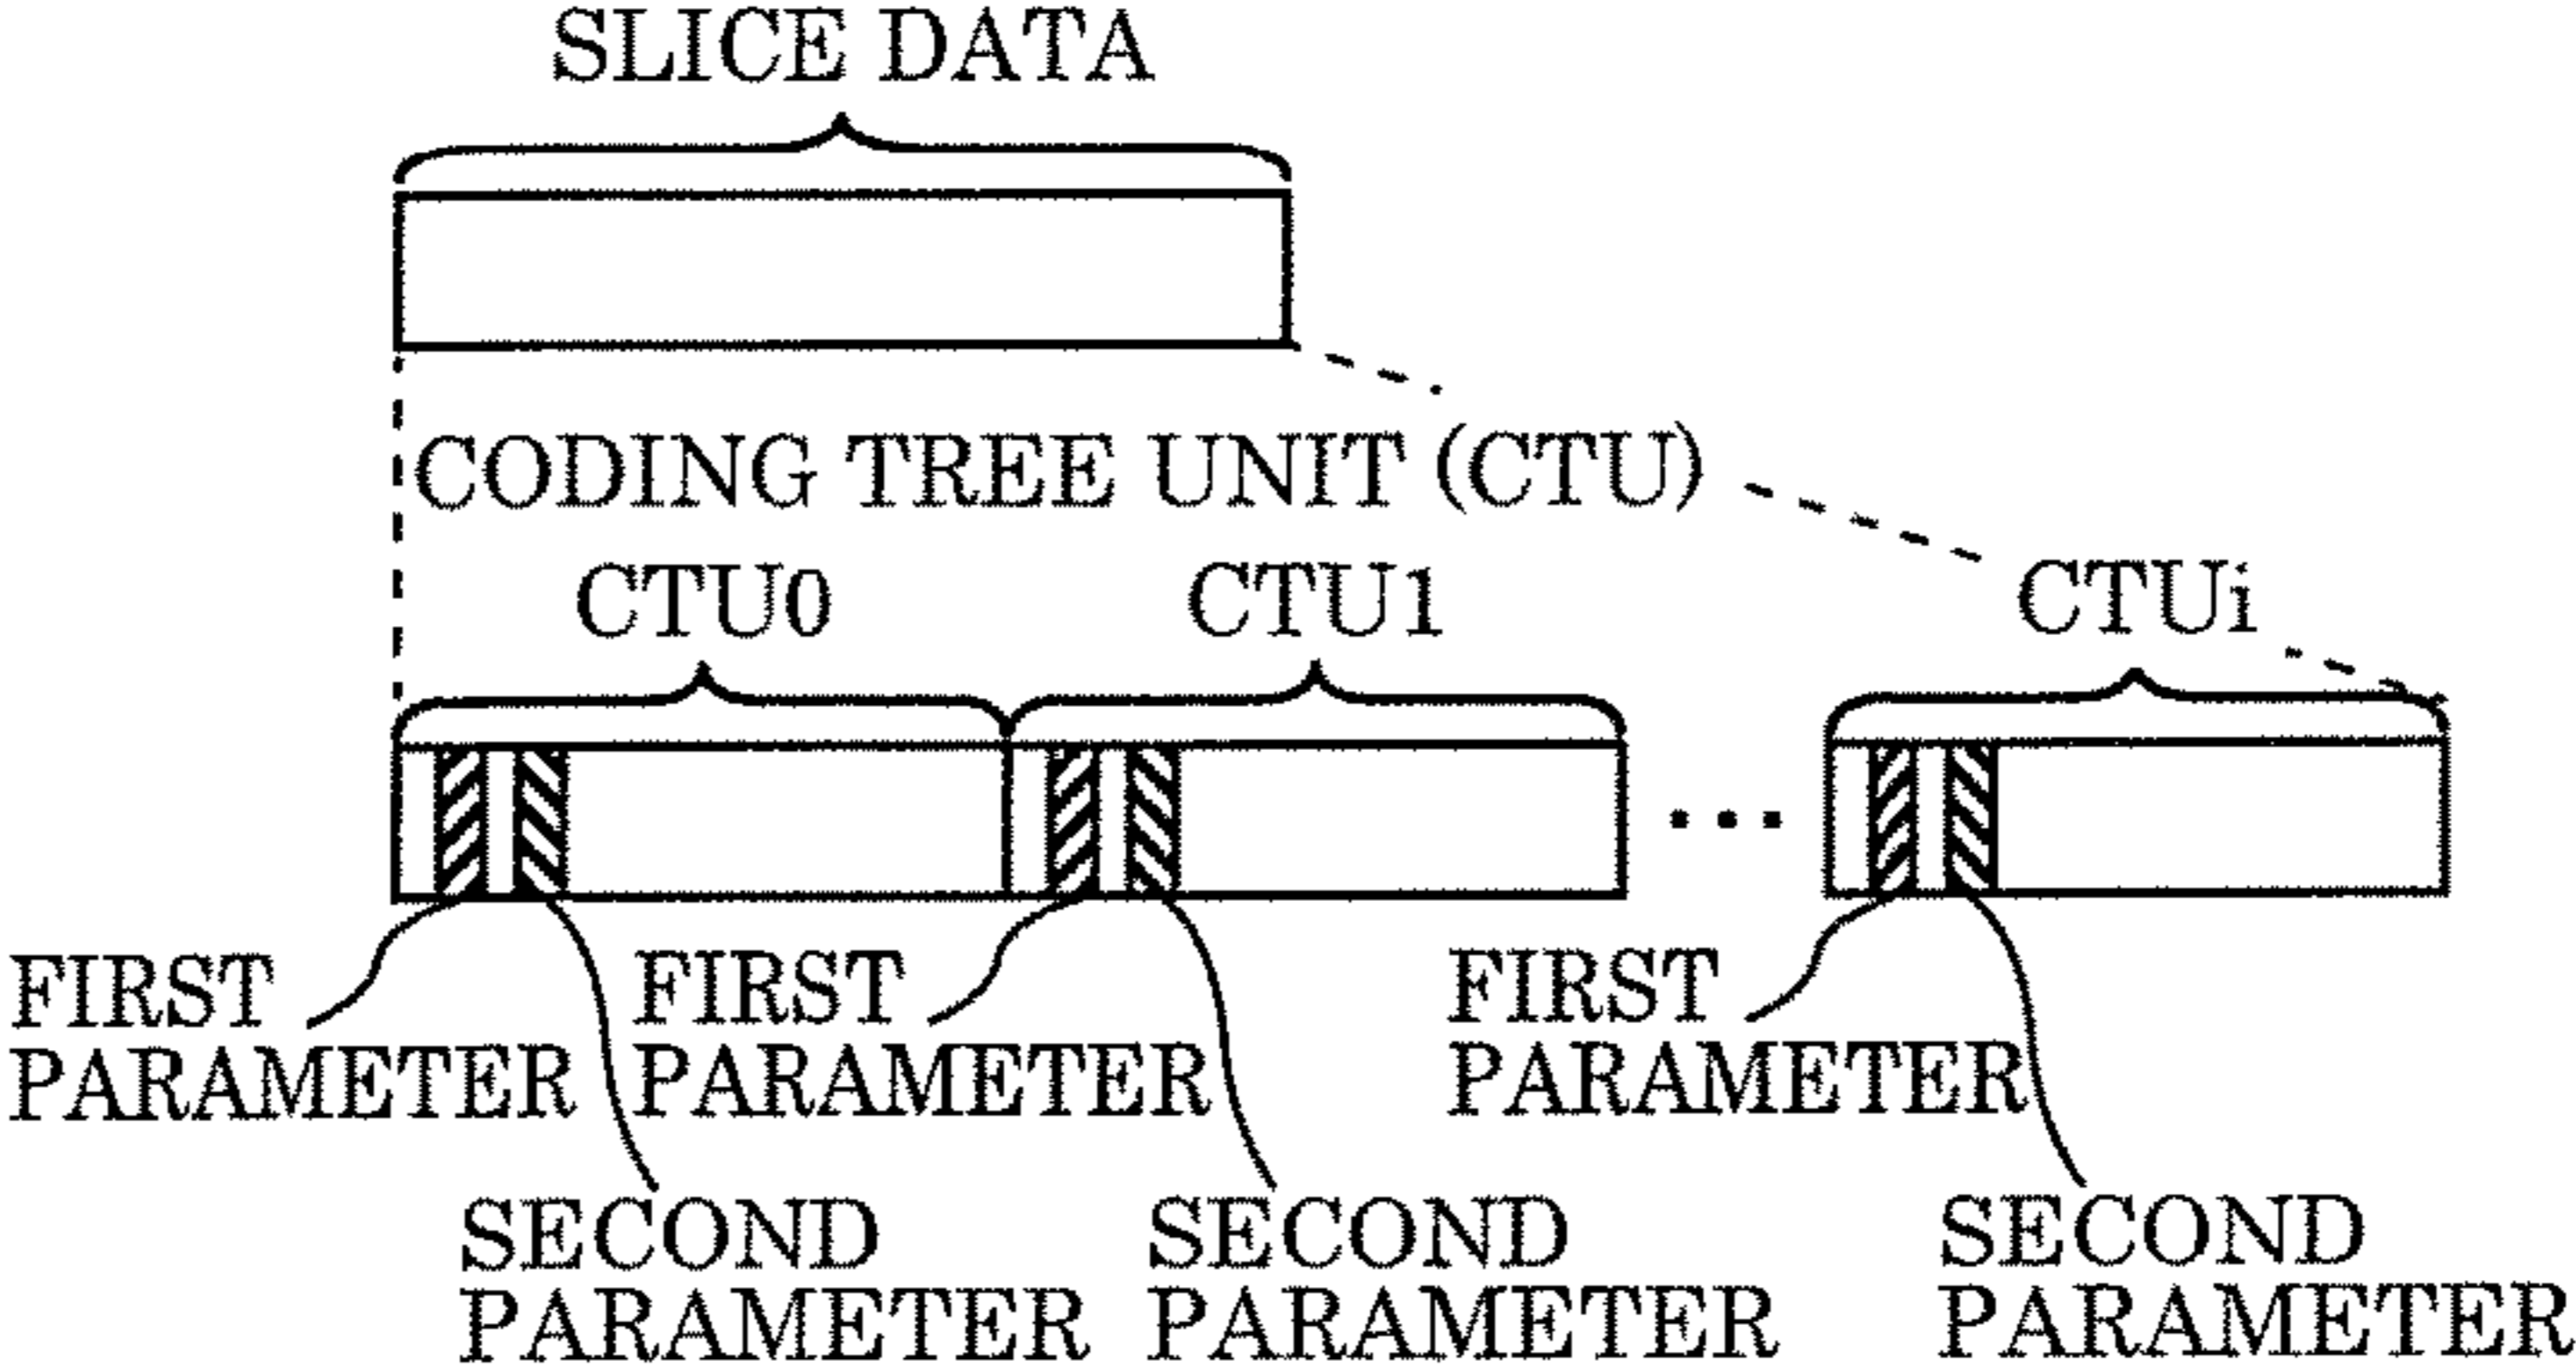 SLICE DATA
CODING TREE UNIT (CTU)
CTU0
CTU1
CTUi
FIRST
PARAMETER
FIRST
PARAMETER
FIRST
PARAMETER
SECOND
PARAMETER
SECOND
PARAMETER
SECOND
PARAMETER